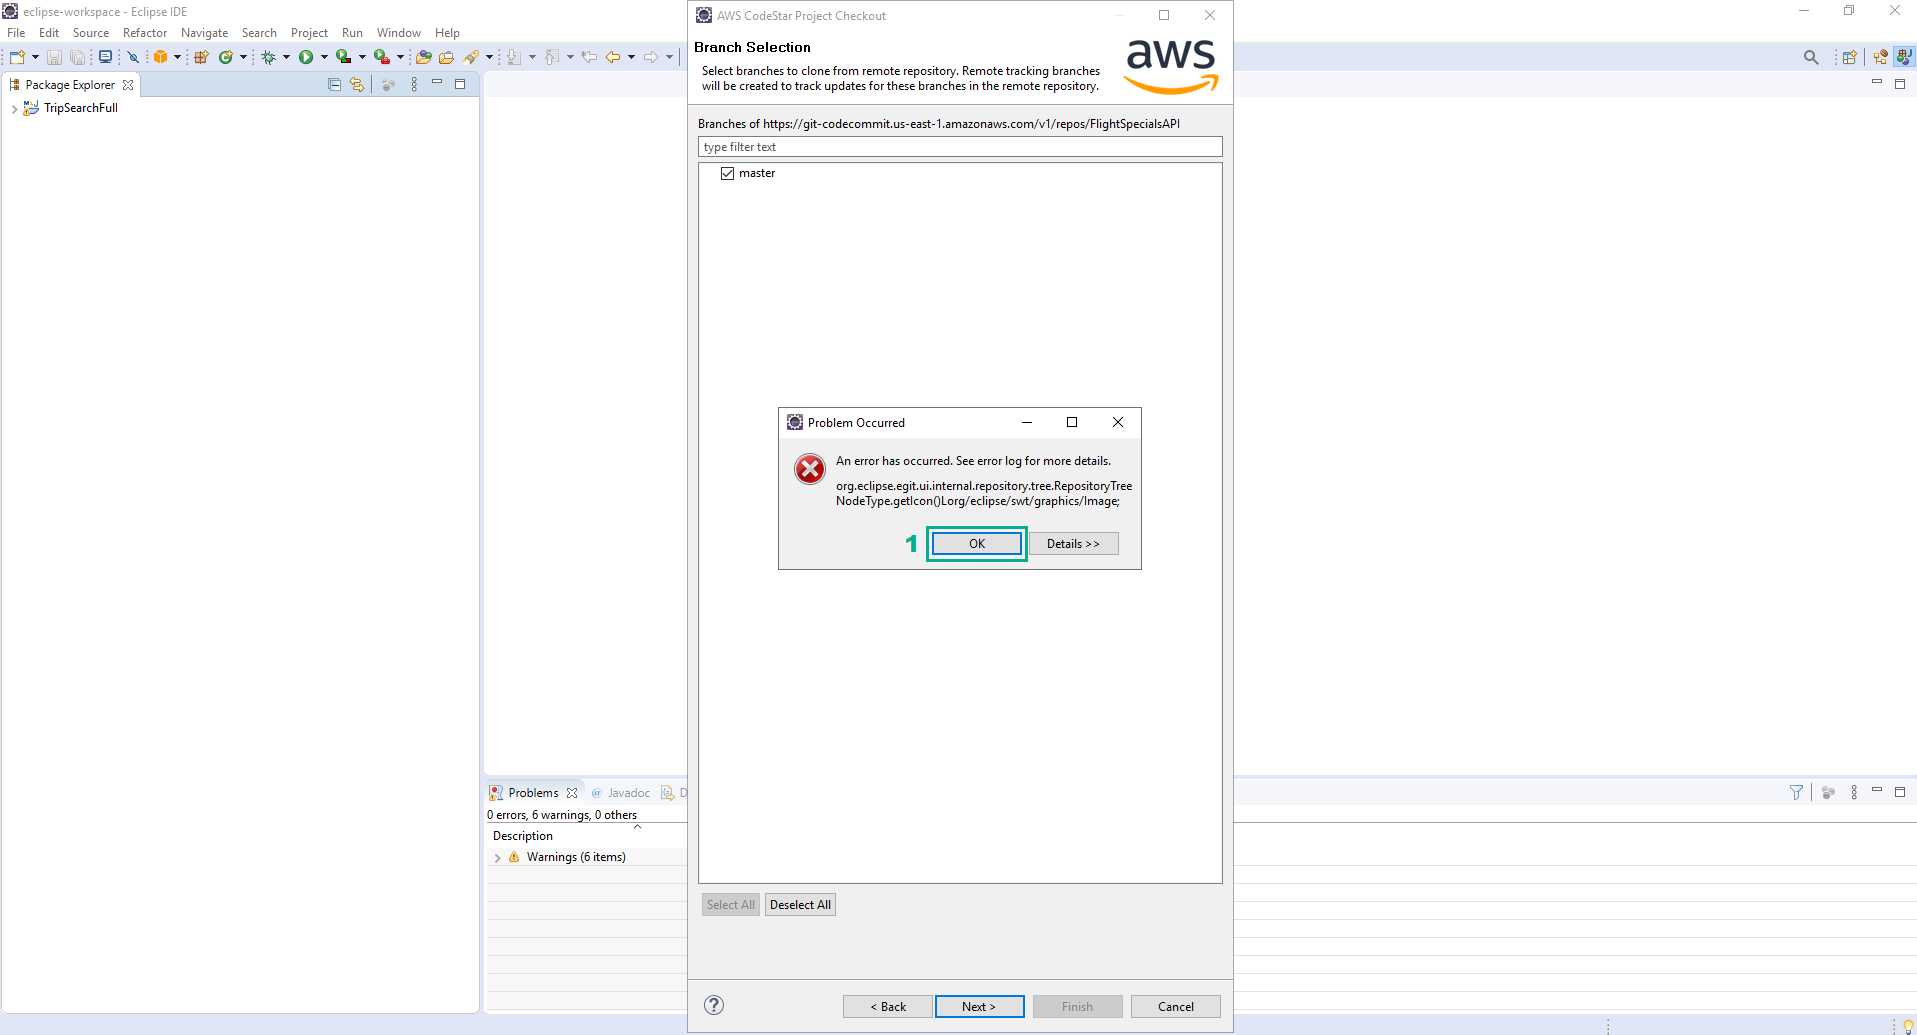 eclipse-workspace - Eclipse IDE
File Edit Source Refactor Navigate Search Project Run Window Help
Package Explorer
TripSearchFull
AWS CodeStar Project Checkout
Branch Selection
Select branches to clone from remote repository. Remote tracking branches
will be created to track updates for these branches in the remote repository.
aws
Branches of https://git-codecommit.us-east-1.amazonaws.com/v1/repos/FlightSpecialsAPI
type filter text
master
Problem Occurred
An error has occurred. See error log for more details.
org.eclipse.egit.ui.internal.repository.tree.RepositoryTree
NodeType.getIcon()Lorg/eclipse/swt/graphics/Image;
1 OK Details >>
Problems @ Javadoc D
0 errors, 6 warnings, 0 others
Description
Warnings (6 items)
Select All Deselect All
? < Back Next > Finish Cancel